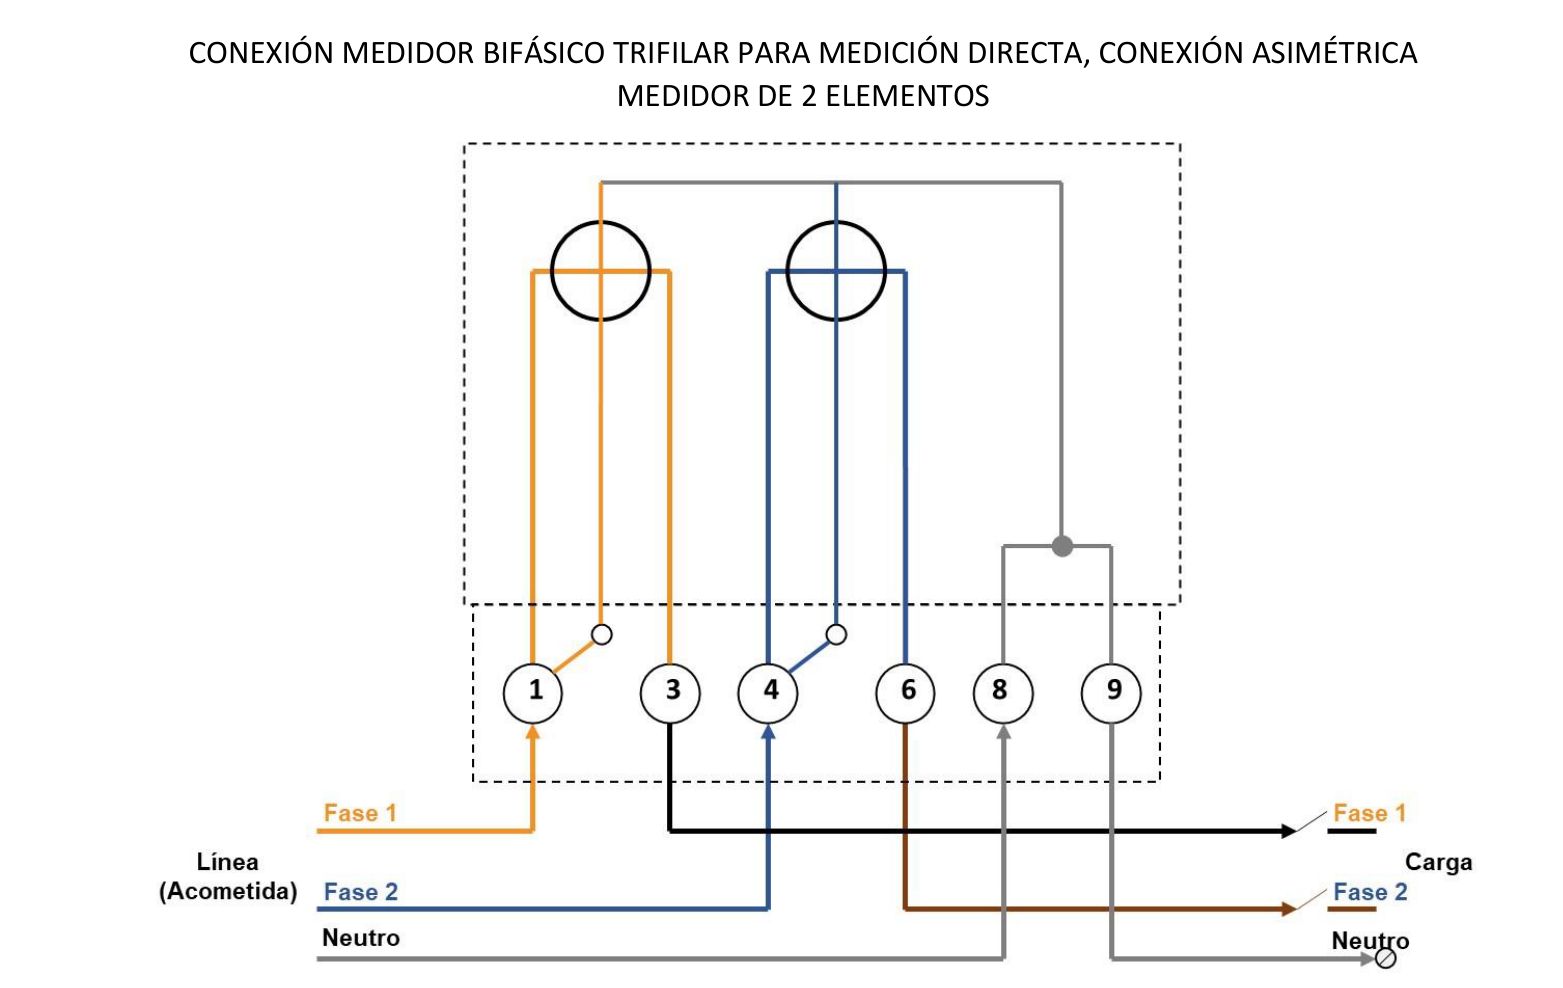 CONEXIÓN MEDIDOR BIFÁSICO TRIFILAR PARA MEDICIÓN DIRECTA, CONEXIÓN ASIMÉTRICA
MEDIDOR DE 2 ELEMENTOS
1 3 4 6 8 9
Fase 1
Línea
(Acometida)
Fase 2
Neutro
Fase 1
Carga
Fase 2
Neutro